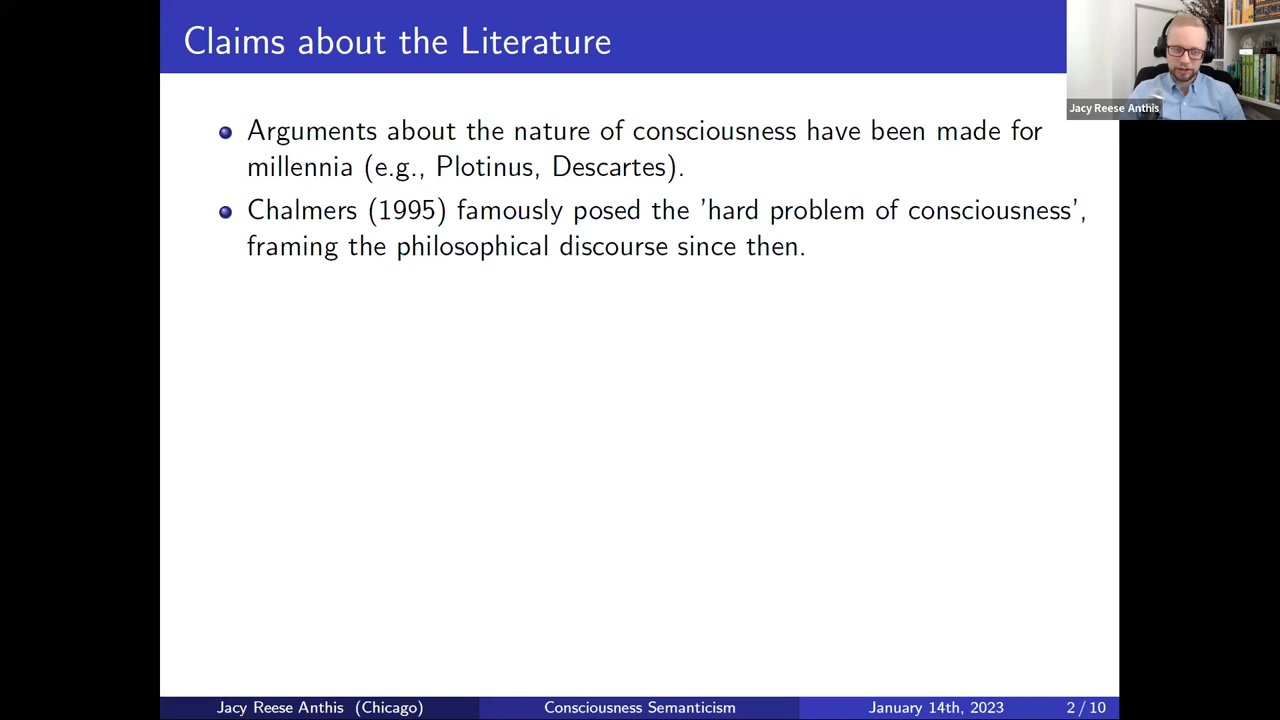 Claims about the Literature
Jacy Reese Anthis
Arguments about the nature of consciousness have been made for
millennia (e.g., Plotinus, Descartes).
Chalmers (1995) famously posed the 'hard problem of consciousness',
framing the philosophical discourse since then.
Jacy Reese Anthis (Chicago)
Consciousness Semanticism
January 14th, 2023
2 / 10